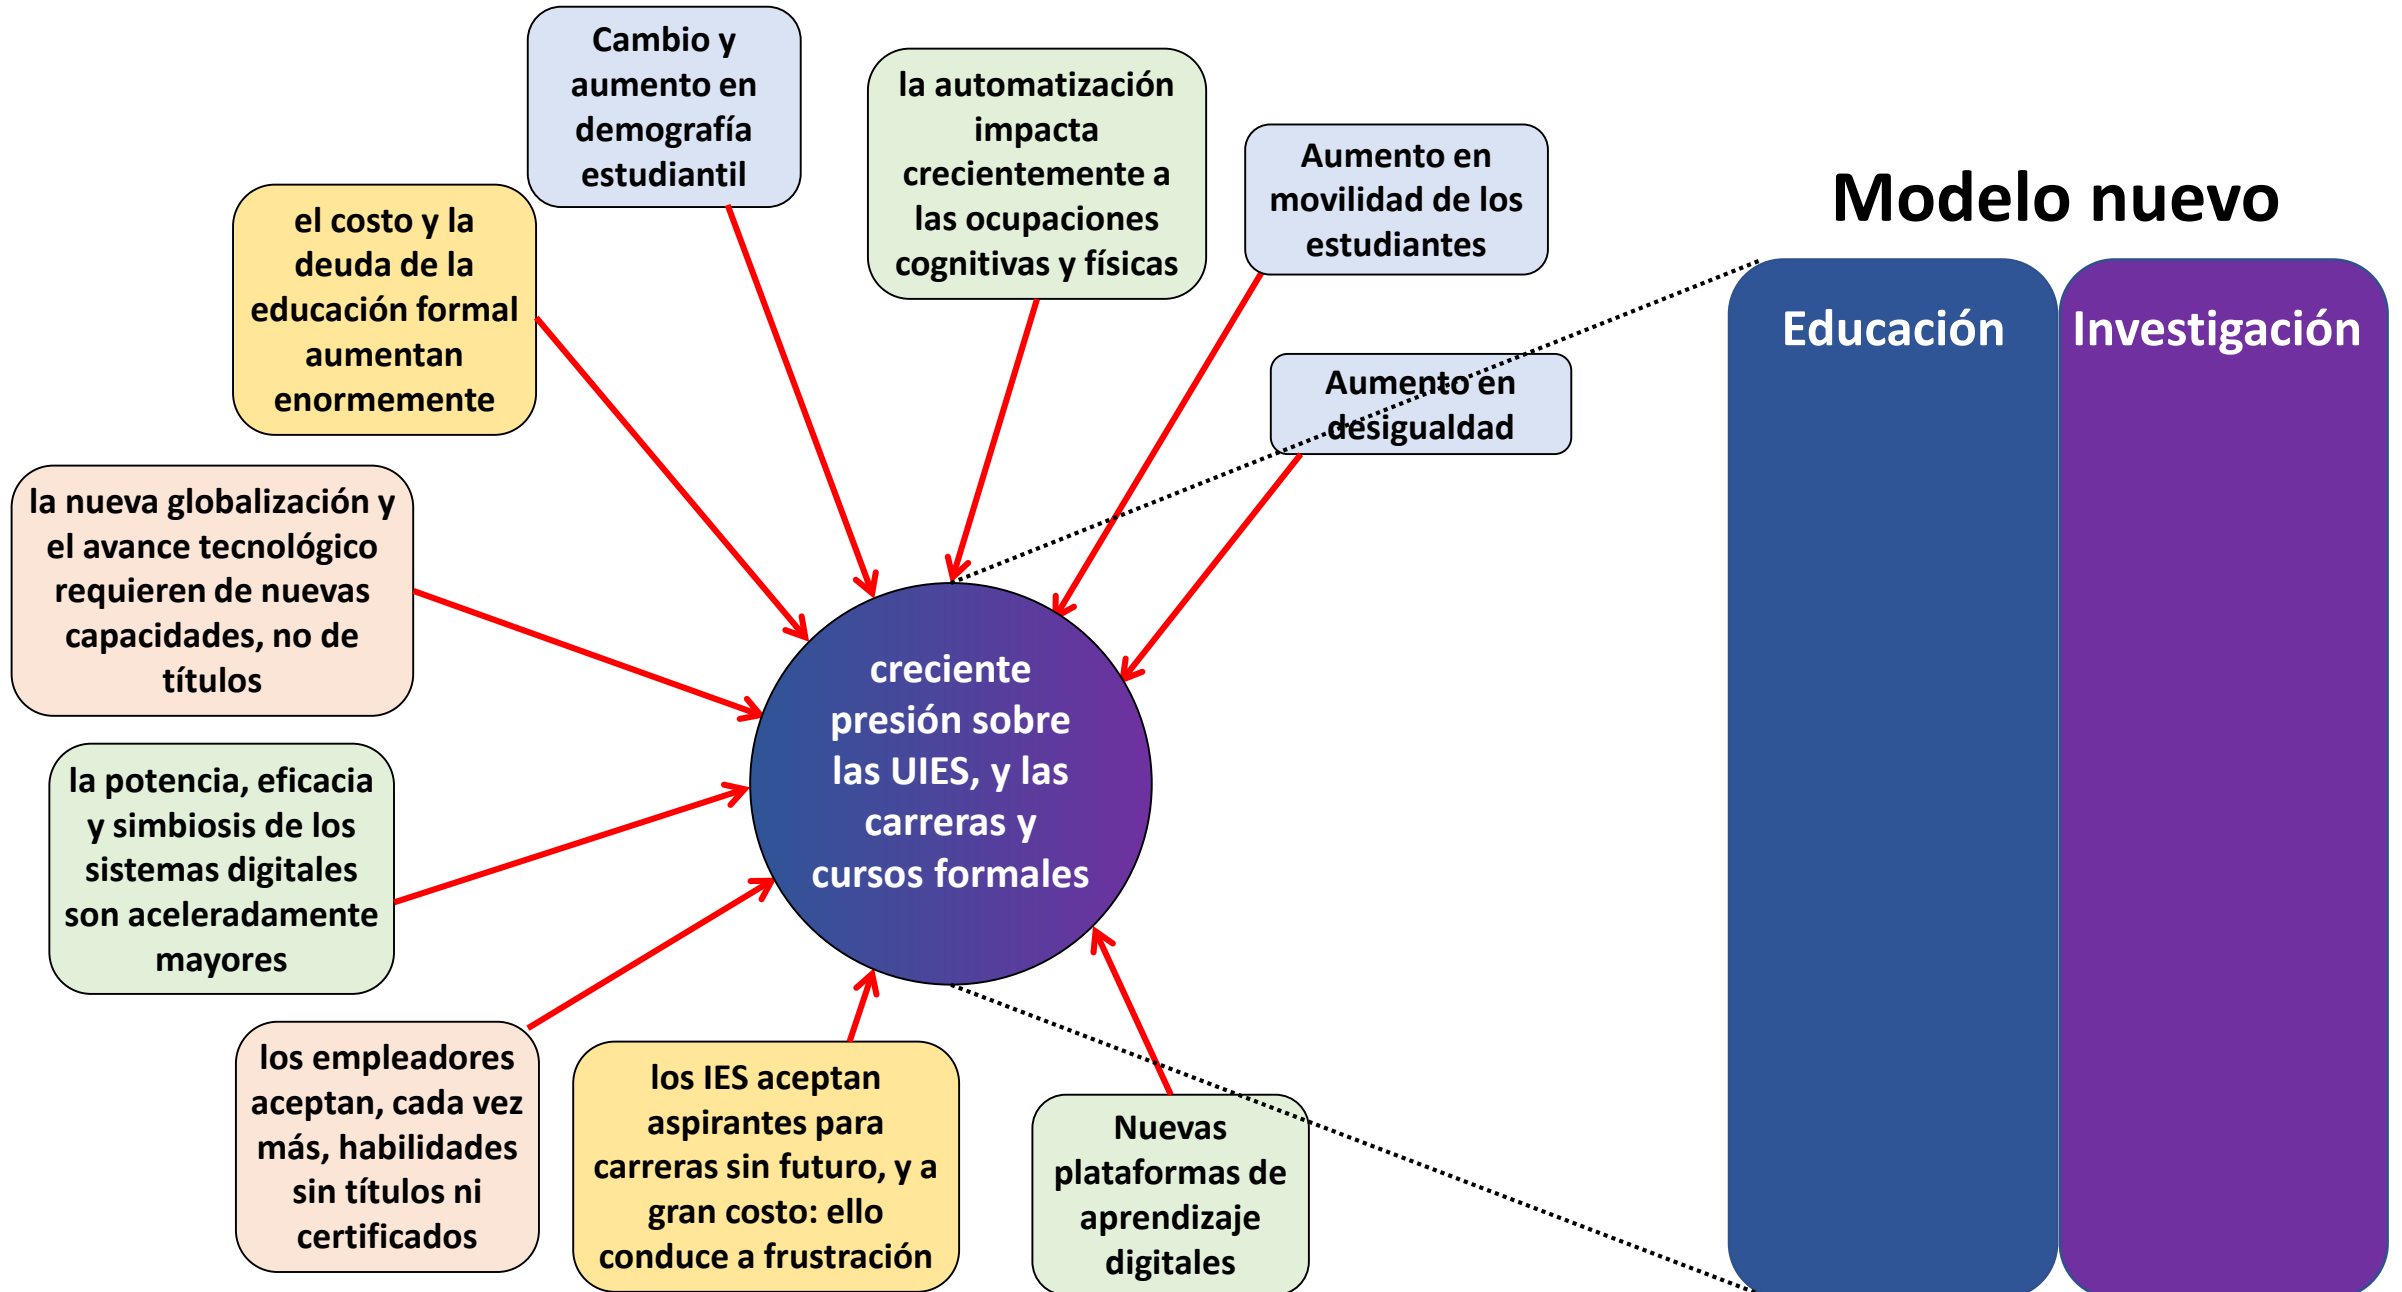 Cambio y
aumento en
demografía
estudiantil
la automatización
impacta
crecientemente a
las ocupaciones
cognitivas y físicas
Aumento en
movilidad de los
estudiantes
Modelo nuevo
el costo y la
deuda de la
educación formal
aumentan
enormemente
Educación
Investigación
Aumento en
desigualdad
la nueva globalización y
el avance tecnológico
requieren de nuevas
capacidades, no de
títulos
creciente
presión sobre
las UIES, y las
carreras y
cursos formales
la potencia, eficacia
y simbiosis de los
sistemas digitales
son aceleradamente
mayores
los empleadores
aceptan, cada vez
más, habilidades
sin títulos ni
certificados
los IES aceptan
aspirantes para
carreras sin futuro, y a
gran costo: ello
conduce a frustración
Nuevas
plataformas de
aprendizaje
digitales